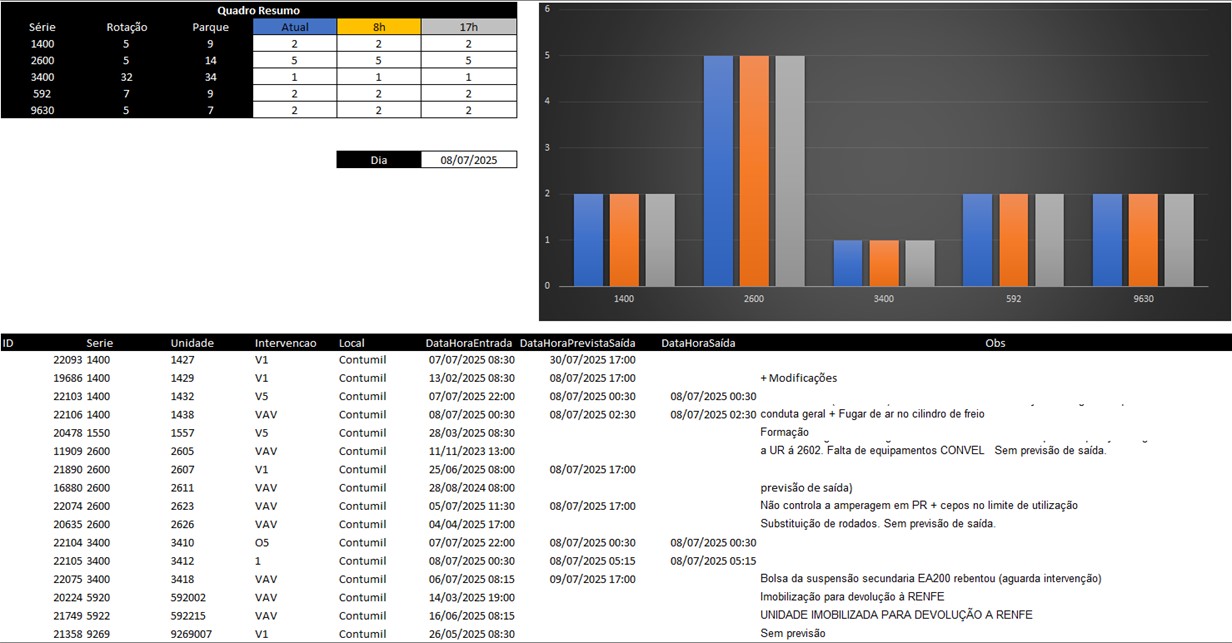 Quadro Resumo
Série Rotação Parque Atual 8h 17h
1400 5 9 2 2 2
2600 5 14 5 5 5
3400 32 34 1 1 1
592 7 9 2 2 2
9630 5 7 2 2 2
Dia 08/07/2025
6
5
4
3
2
1
0
1400 2600 3400 592 9630
ID Serie Unidade Intervencao Local DataHoraEntrada DataHoraPrevistaSaída DataHoraSaída Obs
22093 1400 1427 V1 Contumil 07/07/2025 08:30 30/07/2025 17:00
19686 1400 1429 V1 Contumil 13/02/2025 08:30 08/07/2025 17:00 + Modificações
22103 1400 1432 V5 Contumil 07/07/2025 22:00 08/07/2025 00:30 08/07/2025 00:30
22106 1400 1438 VAV Contumil 08/07/2025 00:30 08/07/2025 02:30 08/07/2025 02:30 conduta geral + Fugar de ar no cilindro de freio
20478 1550 1557 V5 Contumil 28/03/2025 08:30 Formação
11909 2600 2605 VAV Contumil 11/11/2023 13:00 a UR á 2602. Falta de equipamentos CONVEL Sem previsão de saída.
21890 2600 2607 V1 Contumil 25/06/2025 08:00 08/07/2025 17:00
16880 2600 2611 VAV Contumil 28/08/2024 08:00 previsão de saída)
22074 2600 2623 VAV Contumil 05/07/2025 11:30 08/07/2025 17:00 Não controla a amperagem em PR + cepos no limite de utilização
20635 2600 2626 VAV Contumil 04/04/2025 17:00 Substituição de rodados. Sem previsão de saída.
22104 3400 3410 O5 Contumil 07/07/2025 22:00 08/07/2025 00:30 08/07/2025 00:30
22105 3400 3412 1 Contumil 08/07/2025 00:30 08/07/2025 05:15 08/07/2025 05:15
22075 3400 3418 VAV Contumil 06/07/2025 08:15 09/07/2025 17:00 Bolsa da suspensão secundaria EA200 rebentou (aguarda intervenção)
20224 5920 592002 VAV Contumil 14/03/2025 19:00 Imobilização para devolução à RENFE
21749 5922 592215 VAV Contumil 16/06/2025 08:15 UNIDADE IMOBILIZADA PARA DEVOLUÇÃO A RENFE
21358 9269 9269007 V1 Contumil 26/05/2025 08:30 Sem previsão